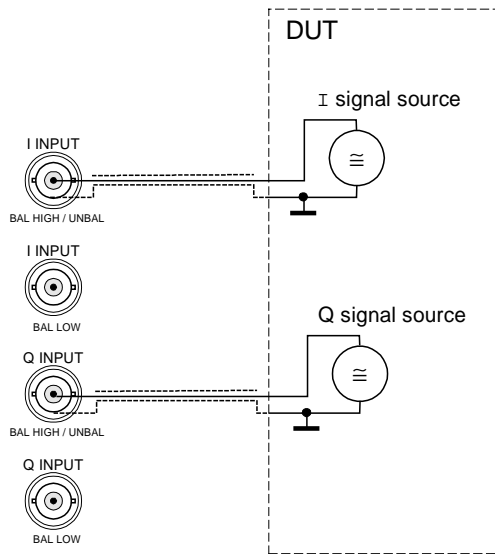 DUT
I signal source
I INPUT
≅
BAL HIGH / UNBAL
I INPUT
BAL LOW
Q signal source
Q INPUT
≅
BAL HIGH / UNBAL
Q INPUT
BAL LOW